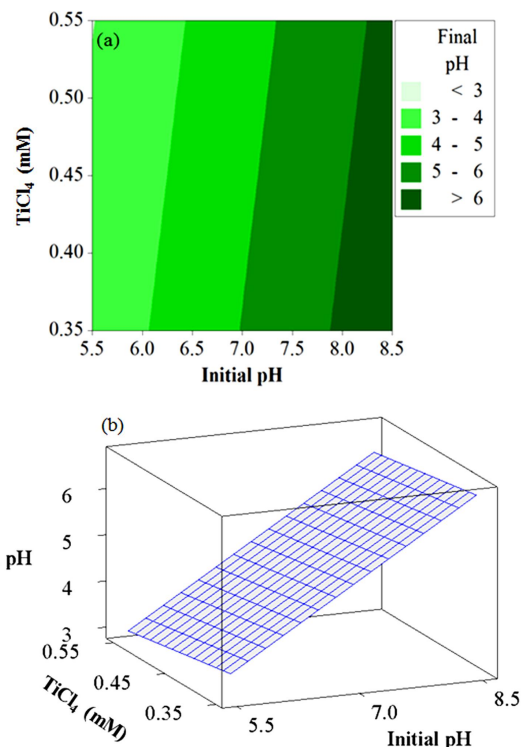 (a)
0.55
0.50
0.45
0.40
0.35
TiCl₄ (mM)
5.5 6.0 6.5 7.0 7.5 8.0 8.5
Initial pH
Final
pH
< 3
3 - 4
4 - 5
5 - 6
> 6
(b)
6
5
4
3
pH
0.55
0.45
0.35
TiCl₄ (mM)
5.5
7.0
8.5
Initial pH